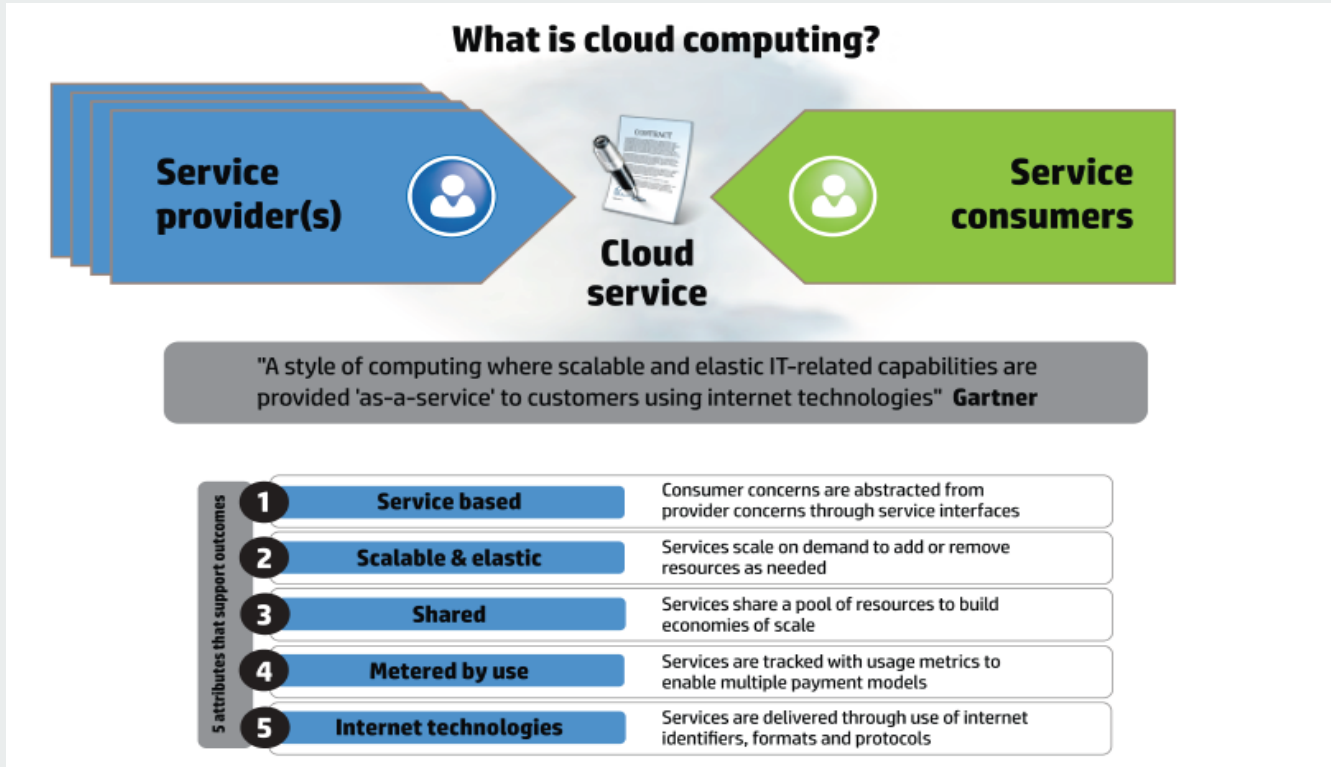 What is cloud computing?
Service
provider(s)
CONTRACT
Cloud
service
Service
consumers
"A style of computing where scalable and elastic IT-related capabilities are
provided 'as-a-service' to customers using internet technologies" Gartner
5 attributes that support outcomes
1 Service based
Consumer concerns are abstracted from
provider concerns through service interfaces
2 Scalable & elastic
Services scale on demand to add or remove
resources as needed
3 Shared
Services share a pool of resources to build
economies of scale
4 Metered by use
Services are tracked with usage metrics to
enable multiple payment models
5 Internet technologies
Services are delivered through use of internet
identifiers, formats and protocols